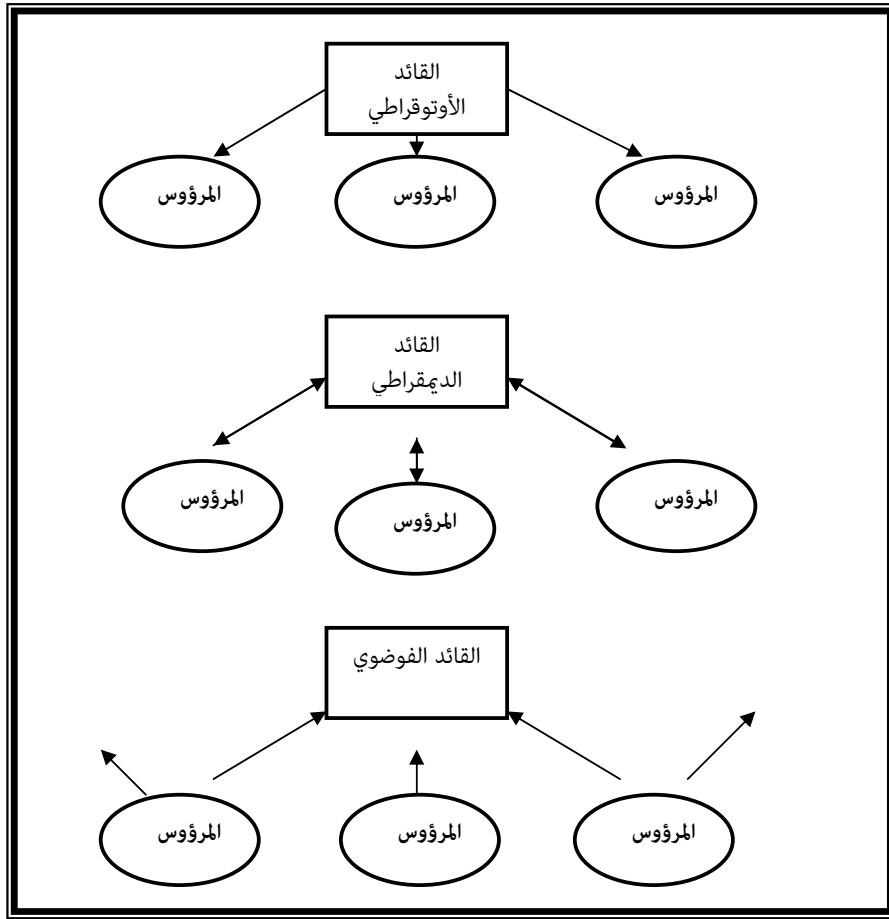 القائد
الأوتوقراطي
المرؤوس
المرؤوس
المرؤوس
القائد
الديمقراطي
المرؤوس
المرؤوس
المرؤوس
القائد الفوضوي
المرؤوس
المرؤوس
المرؤوس